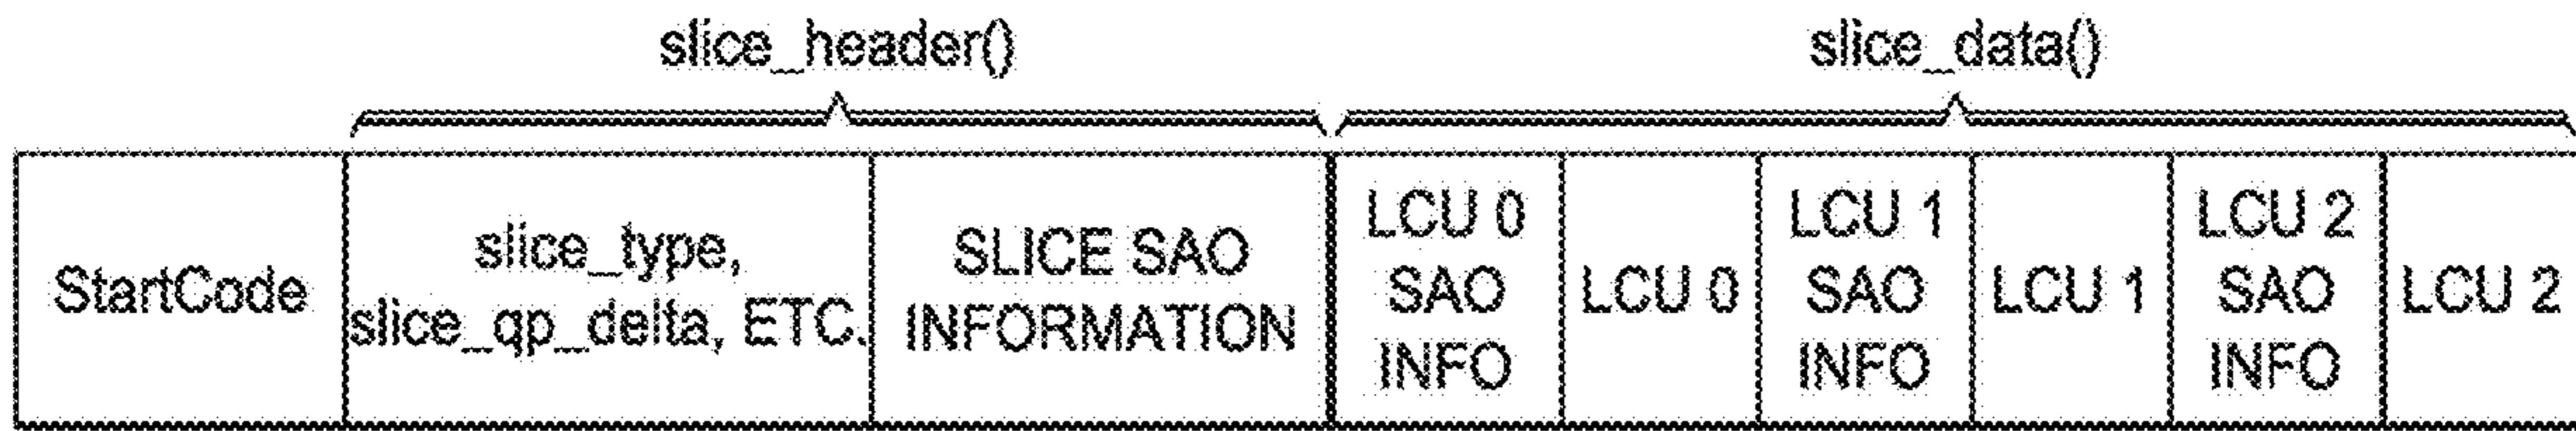 slice_header()
slice_data()
StartCode
slice_type,
slice_qp_delta, ETC.
SLICE SAO
INFORMATION
LCU 0
SAO
INFO
LCU 0
LCU 1
SAO
INFO
LCU 1
LCU 2
SAO
INFO
LCU 2